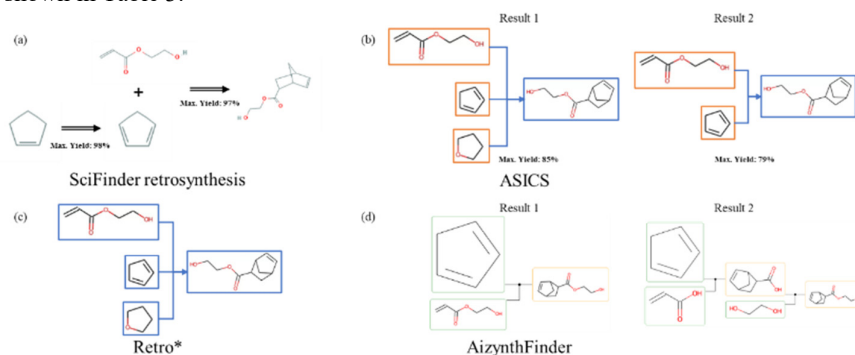 shown in Table 3.
(a)
Max. Yield: 97%
Max. Yield: 98%
SciFinder retrosynthesis
(b)
Result 1
Result 2
Max. Yield: 85%
Max. Yield: 79%
ASICS
(c)
Retro*
(d)
Result 1
Result 2
AizynthFinder